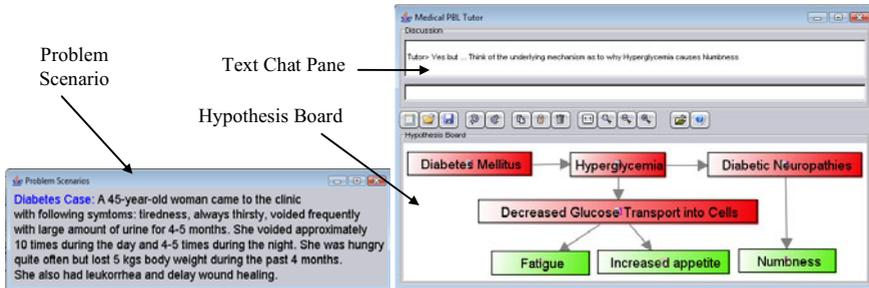 Problem
Scenario
Text Chat Pane
Hypothesis Board
Medical PBL Tutor
Discussion
Tutor> Yes but ... Think of the underlying mechanism as to why Hyperglycemia causes Numbness
Hypothesis Board
Diabetes Mellitus
Hyperglycemia
Diabetic Neuropathies
Decreased Glucose Transport into Cells
Fatigue
Increased appetite
Numbness
Problem Scenarios
Diabetes Case: A 45-year-old woman came to the clinic
with following symtoms: tiredness, always thirsty, voided frequently
with large amount of urine for 4-5 months. She voided approximately
10 times during the day and 4-5 times during the night. She was hungry
quite often but lost 5 kgs body weight during the past 4 months.
She also had leukorrhea and delay wound healing.